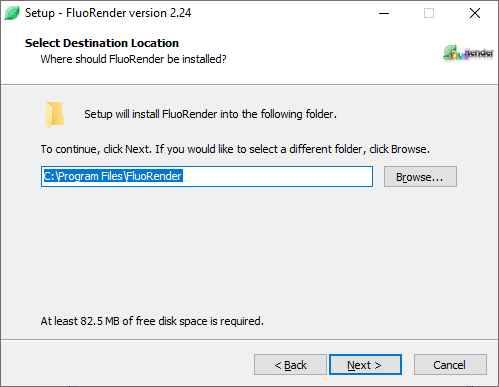 Setup - FluoRender version 2.24
Select Destination Location
Where should FluoRender be installed?
FluoRender
Setup will install FluoRender into the following folder.
To continue, click Next. If you would like to select a different folder, click Browse.
C:\Program Files\FluoRender
Browse...
At least 82.5 MB of free disk space is required.
< Back
Next >
Cancel